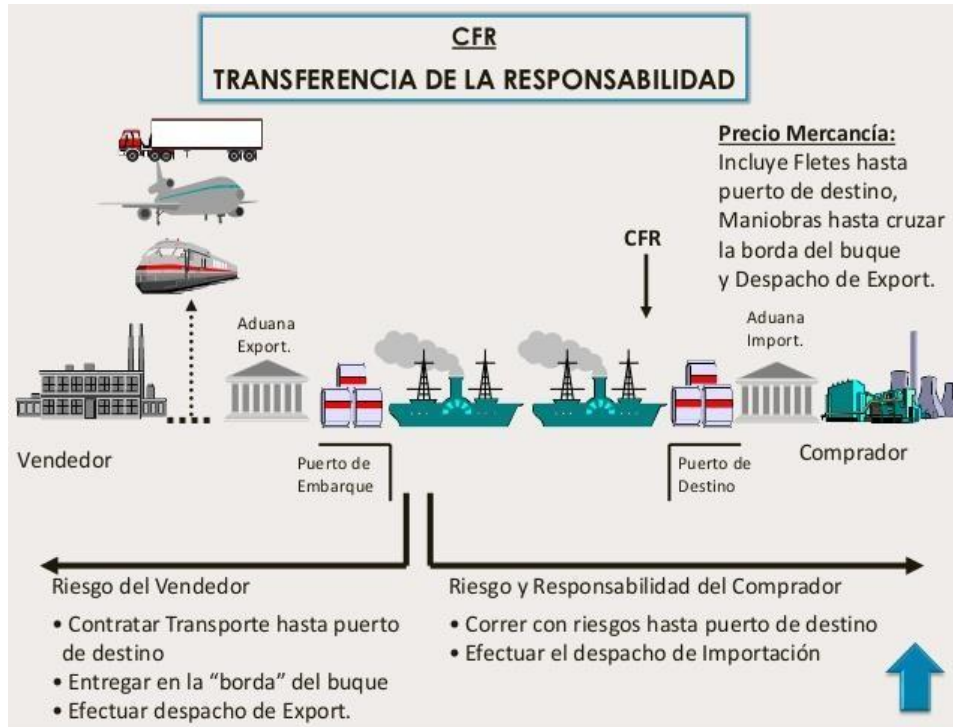 CFR
TRANSFERENCIA DE LA RESPONSABILIDAD
Precio Mercancía:
Incluye Fletes hasta
puerto de destino,
Maniobras hasta cruzar
la borda del buque
y Despacho de Export.
CFR
Aduana
Export.
Aduana
Import.
Vendedor
Puerto de
Embarque
Puerto de
Destino
Comprador
Riesgo del Vendedor
• Contratar Transporte hasta puerto
de destino
• Entregar en la “borda” del buque
• Efectuar despacho de Export.
Riesgo y Responsabilidad del Comprador
• Correr con riesgos hasta puerto de destino
• Efectuar el despacho de Importación